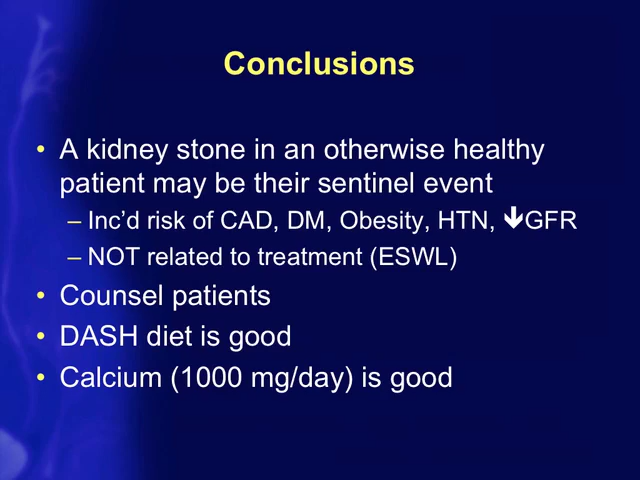 Conclusions
• A kidney stone in an otherwise healthy
patient may be their sentinel event
– Inc’d risk of CAD, DM, Obesity, HTN, 🡻GFR
– NOT related to treatment (ESWL)
• Counsel patients
• DASH diet is good
• Calcium (1000 mg/day) is good